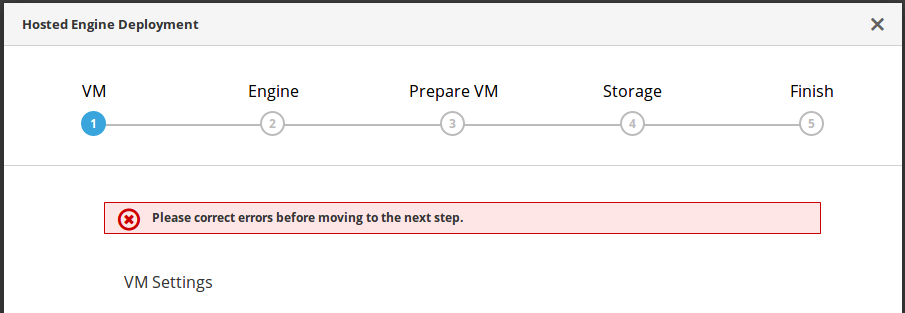 Hosted Engine Deployment
VM Engine Prepare VM Storage Finish
1 2 3 4 5
Please correct errors before moving to the next step.
VM Settings